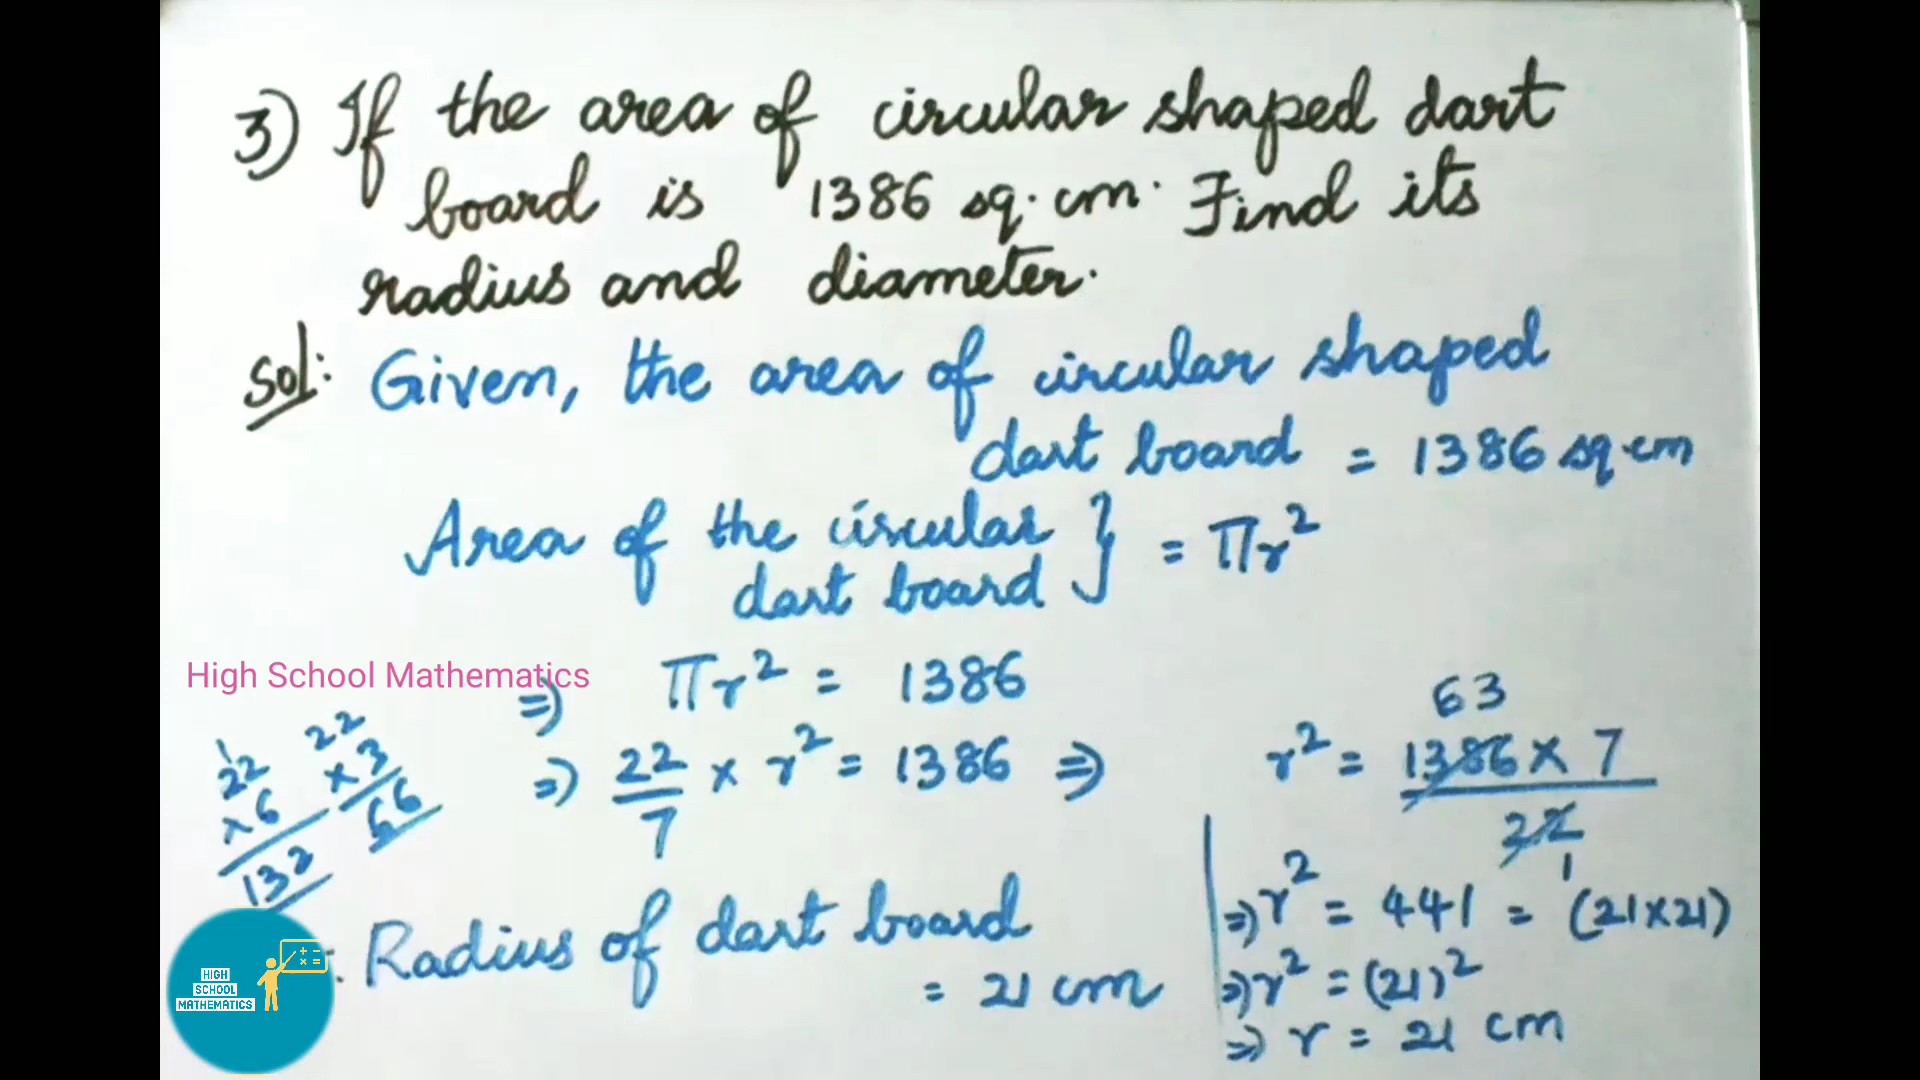 3) If the area of circular shaped dart
board is 1386 sq.cm. Find its
radius and diameter.
Sol: Given, the area of circular shaped
dart board = 1386 sq.cm
Area of the circular
dart board } = πr²
High School Mathematics
=) πr² = 1386
=) 22/7 × r² = 1386 =)
63
r² = 1386 × 7
22
1
1
22
×6
132
22
×3
66
=) r² = 441 = (21×21)
=) r² = (21)²
=) r = 21 cm
Radius of dart board
= 21 cm
HIGH
SCHOOL
MATHEMATICS